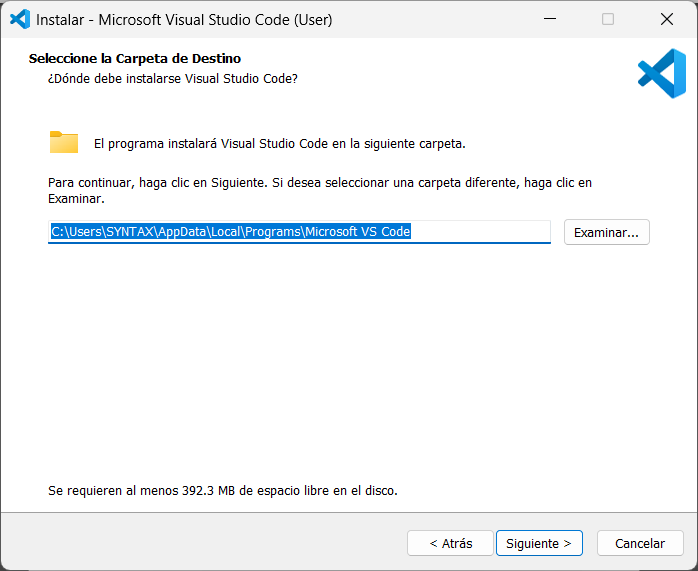 Instalar - Microsoft Visual Studio Code (User)
Seleccione la Carpeta de Destino
¿Dónde debe instalarse Visual Studio Code?
El programa instalará Visual Studio Code en la siguiente carpeta.
Para continuar, haga clic en Siguiente. Si desea seleccionar una carpeta diferente, haga clic en
Examinar.
C:\Users\SYNTAX\AppData\Local\Programs\Microsoft VS Code
Examinar...
Se requieren al menos 392.3 MB de espacio libre en el disco.
< Atrás
Siguiente >
Cancelar